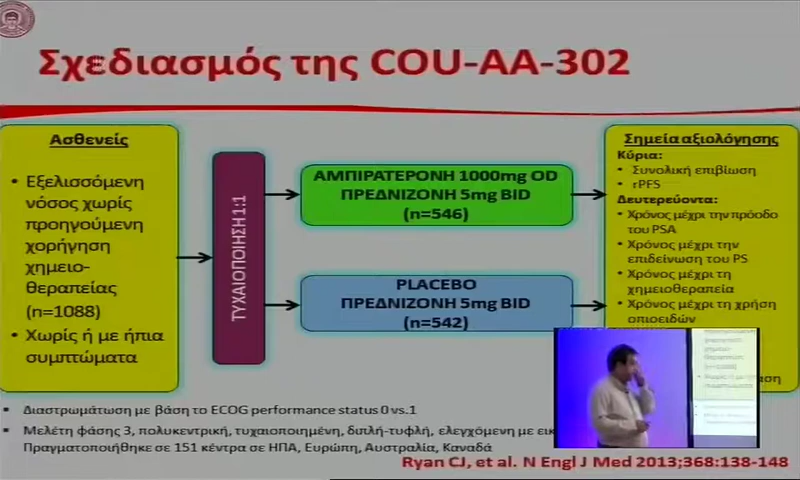 Σχεδιασμός της COU-AA-302
Ασθενείς
• Εξελισσόμενη
νόσος χωρίς
προηγούμενη
χορήγηση
χημειο-
θεραπείας
(n=1088)
• Χωρίς ή με ήπια
συμπτώματα
ΤΥΧΑΙΟΠΟΙΗΣΗ 1:1
ΑΜΠΙΡΑΤΕΡΟΝΗ 1000mg OD
ΠΡΕΔΝΙΖΟΝΗ 5mg BID
(n=546)
PLACEBO
ΠΡΕΔΝΙΖΟΝΗ 5mg BID
(n=542)
Σημεία αξιολόγησης
Κύρια:
• Συνολική επιβίωση
• rPFS
Δευτερεύοντα:
• Χρόνος μέχρι την πρόοδο
του PSA
• Χρόνος μέχρι την
επιδείνωση του PS
• Χρόνος μέχρι τη
χημειοθεραπεία
• Χρόνος μέχρι τη χρήση
οπιοειδών
▪ Διαστρωμάτωση με βάση το ECOG performance status 0 vs.1
▪ Μελέτη φάσης 3, πολυκεντρική, τυχαιοποιημένη, διπλή-τυφλή, ελεγχόμενη με εικ
Πραγματοποιήθηκε σε 151 κέντρα σε ΗΠΑ, Ευρώπη, Αυστραλία, Καναδά
Ryan CJ, et al. N Engl J Med 2013;368:138-148